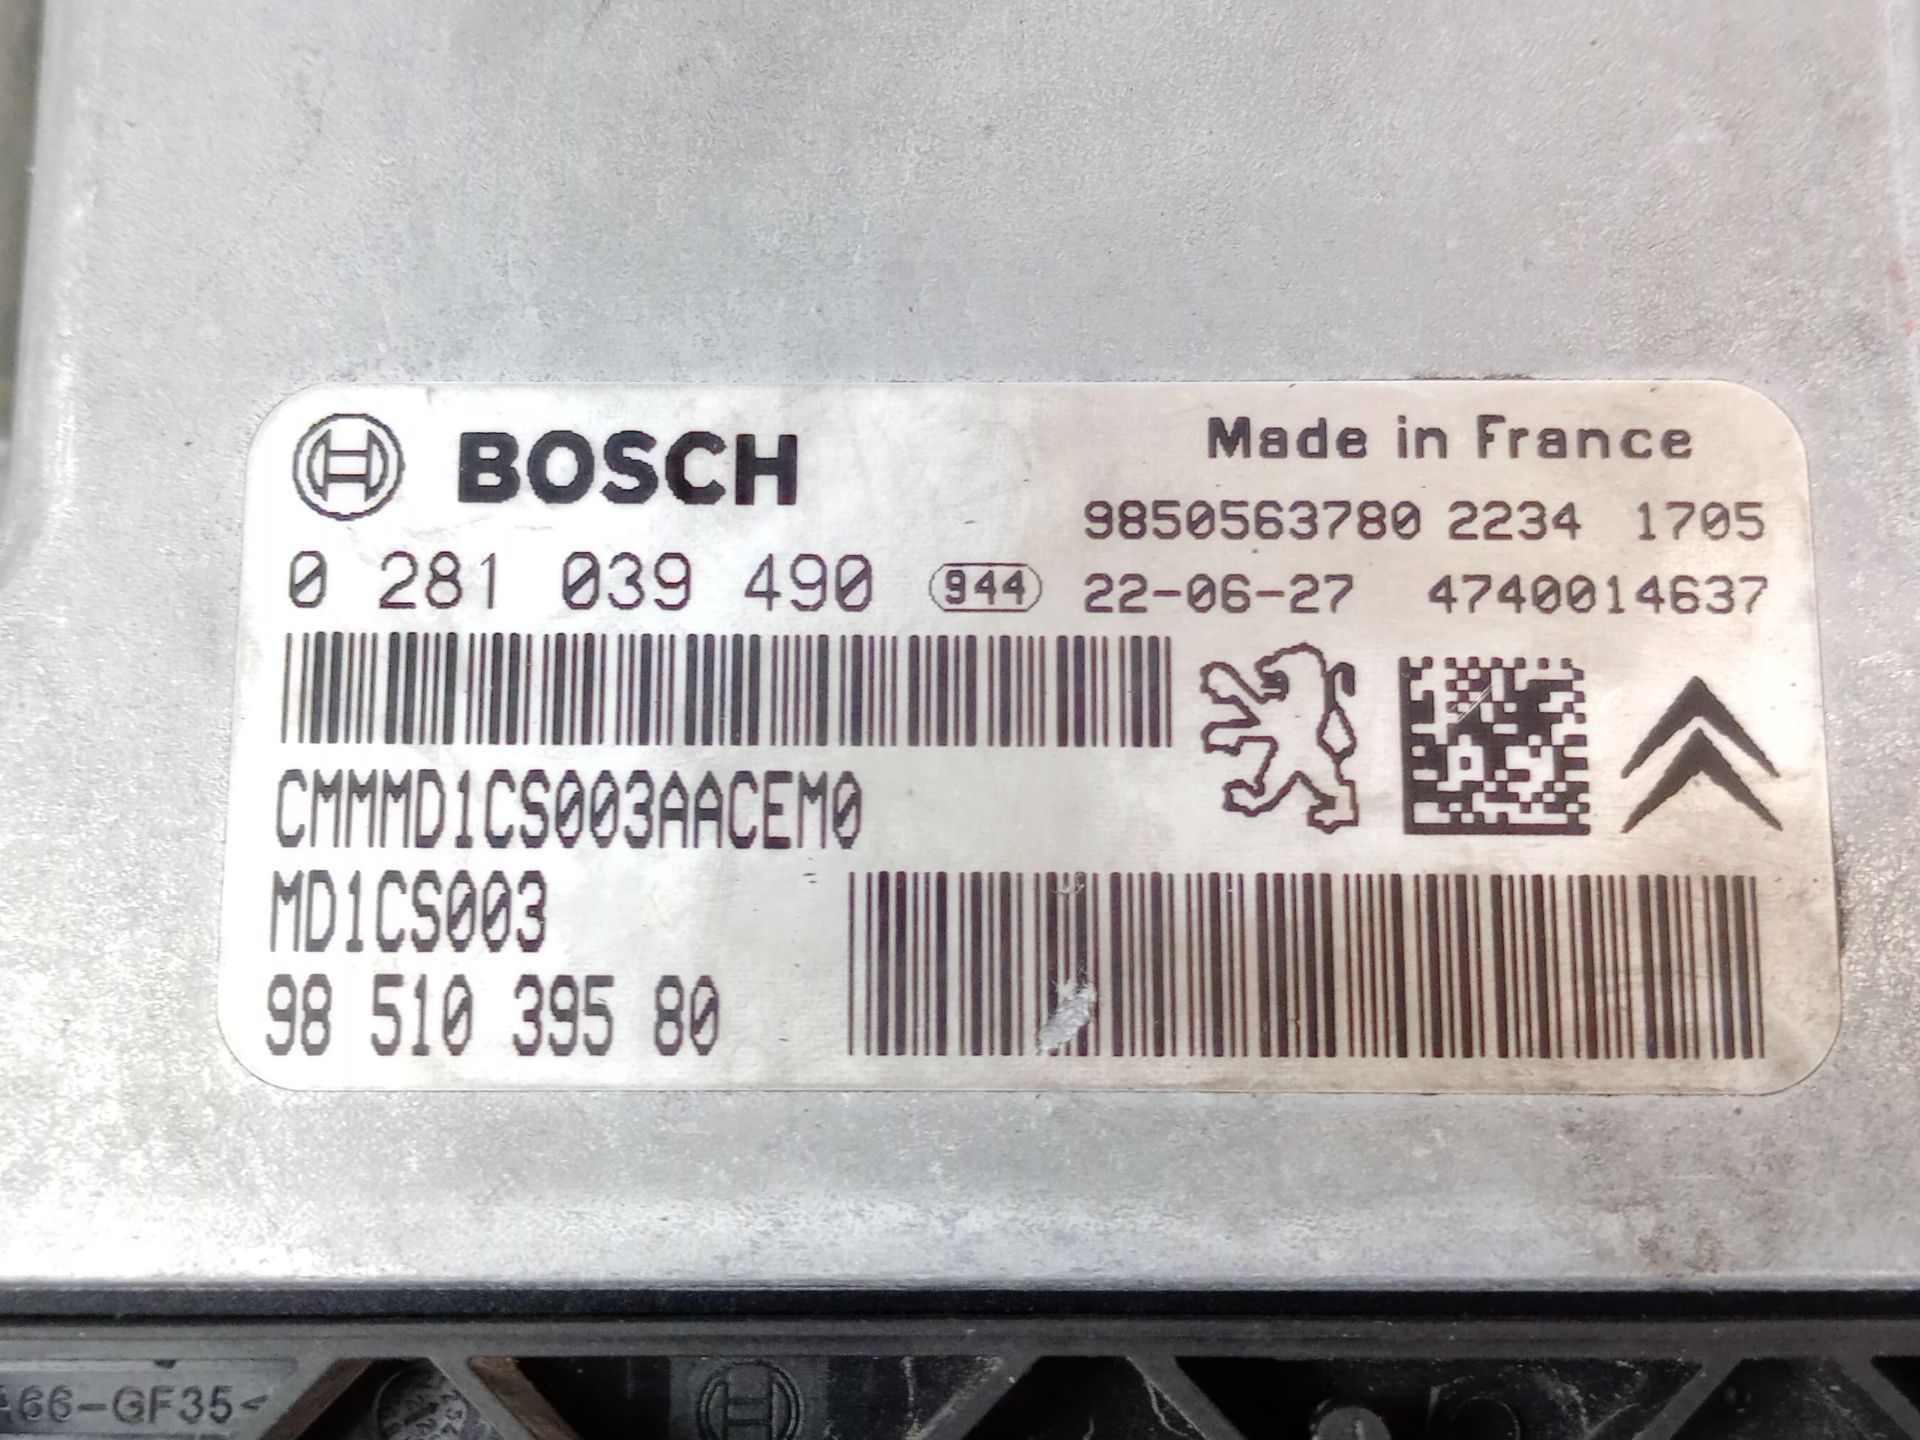 BOSCH
Made in France
9850563780 2234 1705
0 281 039 490 944 22-06-27 4740014637
CMMMD1CS003AACEM0
MD1CS003
98 510 395 80
A66-GF35<